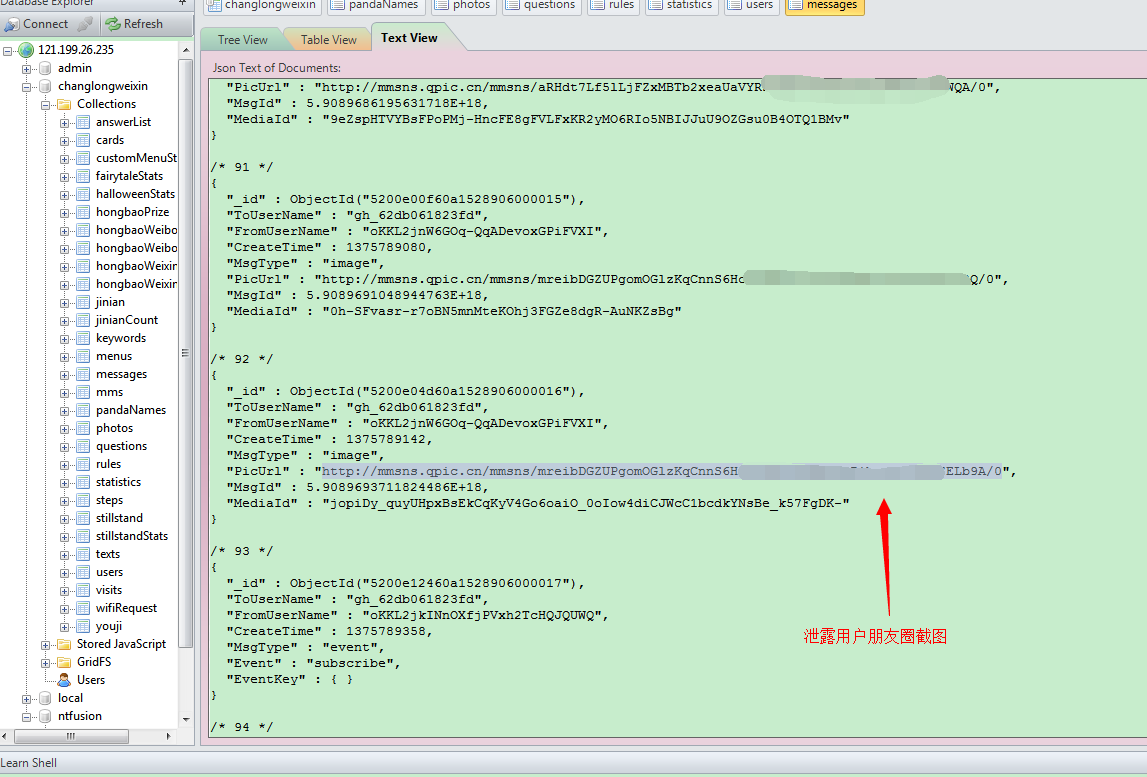 Database Explorer
changlongweixin
pandaNames
photos
questions
rules
statistics
users
messages
Connect
Refresh
Tree View
Table View
Text View
121.199.26.235
admin
changlongweixin
Collections
answerList
cards
customMenuSt
fairytaleStats
halloweenStats
hongbaoPrize
hongbaoWeibo
hongbaoWeibo
hongbaoWeixin
hongbaoWeixin
jinian
jinianCount
keywords
menus
messages
mms
pandaNames
photos
questions
rules
statistics
steps
stillstand
stillstandStats
texts
users
visits
wifiRequest
youji
Stored JavaScript
GridFS
Users
local
ntfusion
Json Text of Documents:
"PicUrl" : "http://mmsns.qpic.cn/mmsns/aRHdt7Lf5lLjFZxMBTb2xeaUaVYR WQA/0",
"MsgId" : 5.9089686195631718E+18,
"MediaId" : "9eZspHTVYBsFPoPMj-HncFE8gFVLFxKR2yMO6RIo5NBIJJuU9OZGsu0B4OTQ1BMv"
}
/* 91 */
{
"_id" : ObjectId("5200e00f60a1528906000015"),
"ToUserName" : "gh_62db061823fd",
"FromUserName" : "oKKL2jnW6GOq-QqADevoxGPiFVXI",
"CreateTime" : 1375789080,
"MsgType" : "image",
"PicUrl" : "http://mmsns.qpic.cn/mmsns/mreibDGZUPgomOGlzKqCnnS6Ho Q/0",
"MsgId" : 5.9089691048944763E+18,
"MediaId" : "0h-SFvasr-r7oBN5mnMteKOhj3FGZe8dgR-AuNKZsBg"
}
/* 92 */
{
"_id" : ObjectId("5200e04d60a1528906000016"),
"ToUserName" : "gh_62db061823fd",
"FromUserName" : "oKKL2jnW6GOq-QqADevoxGPiFVXI",
"CreateTime" : 1375789142,
"MsgType" : "image",
"PicUrl" : "http://mmsns.qpic.cn/mmsns/mreibDGZUPgomOGlzKqCnnS6H ELb9A/0",
"MsgId" : 5.9089693711824486E+18,
"MediaId" : "jopiDy_quyUHpxBsEkCqKyV4Go6oaiO_0oIow4diCJWcC1bcdkYNsBe_k57FgDK-"
}
/* 93 */
{
"_id" : ObjectId("5200e12460a1528906000017"),
"ToUserName" : "gh_62db061823fd",
"FromUserName" : "oKKL2jkINnOXfjPVxh2TcHQJQUWQ",
"CreateTime" : 1375789358,
"MsgType" : "event",
"Event" : "subscribe",
"EventKey" : { }
}
/* 94 */
泄露用户朋友圈截图
Learn Shell